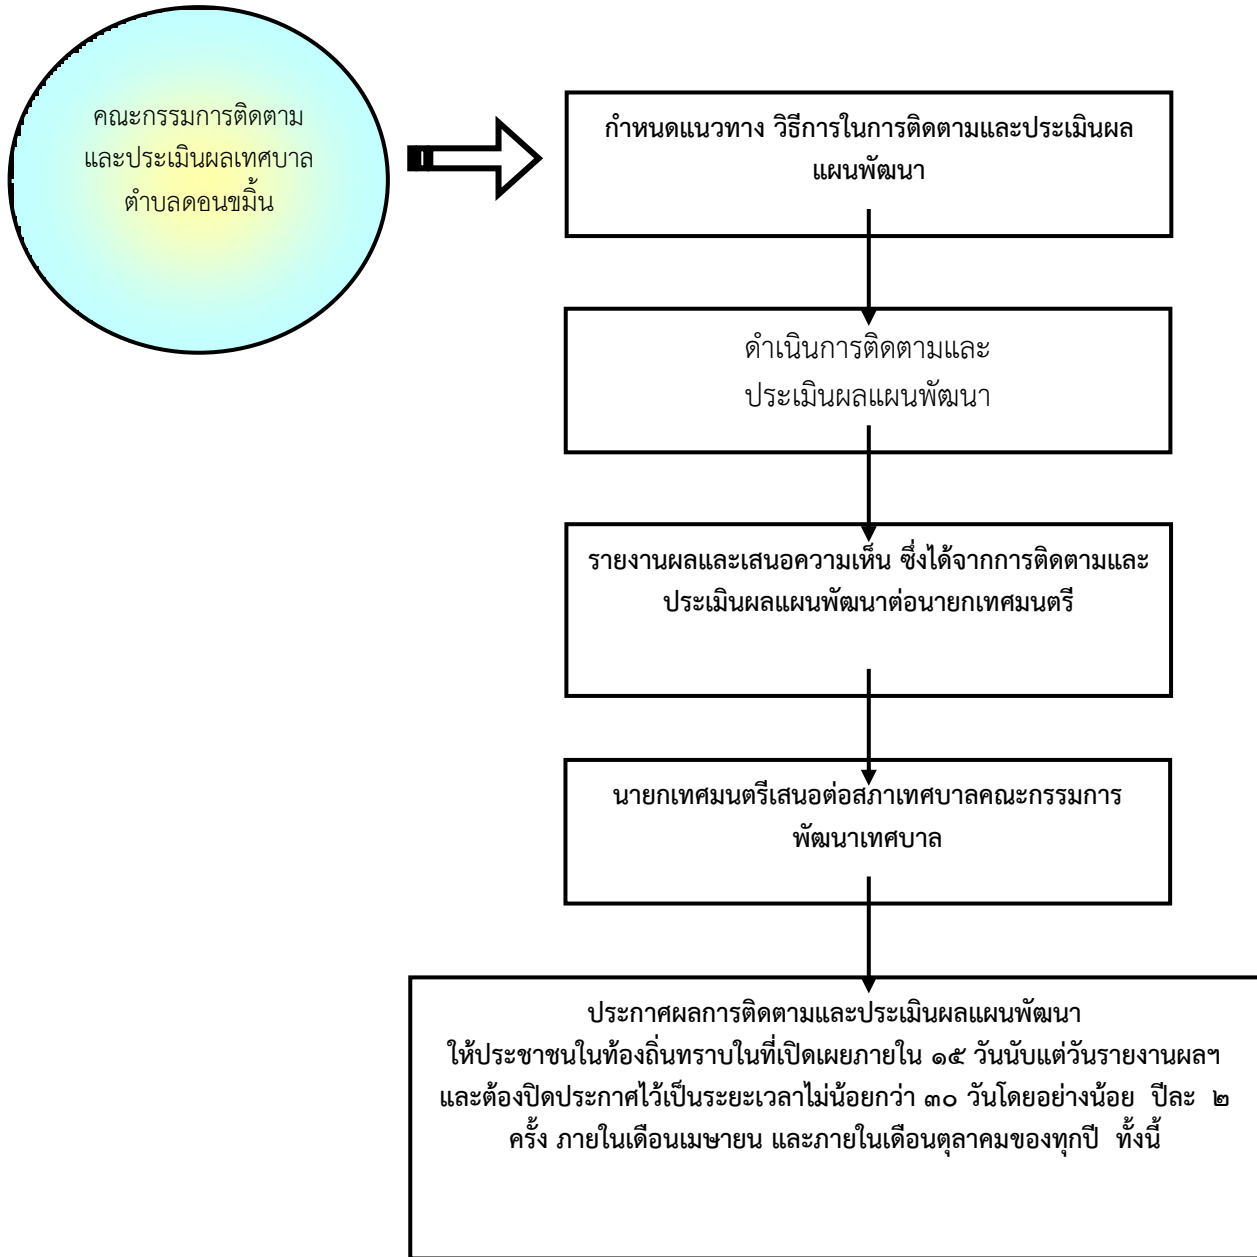 คณะกรรมการติดตาม
และประเมินผลเทศบาล
ตำบลดอนขมิ้น
กำหนดแนวทาง วิธีการในการติดตามและประเมินผล
แผนพัฒนา
ดำเนินการติดตามและ
ประเมินผลแผนพัฒนา
รายงานผลและเสนอความเห็น ซึ่งได้จากการติดตามและ
ประเมินผลแผนพัฒนาต่อนายกเทศมนตรี
นายกเทศมนตรีเสนอต่อสภาเทศบาลคณะกรรมการ
พัฒนาเทศบาล
ประกาศผลการติดตามและประเมินผลแผนพัฒนา
ให้ประชาชนในท้องถิ่นทราบในที่เปิดเผยภายใน ๑๕ วันนับแต่วันรายงานผลฯ
และต้องปิดประกาศไว้เป็นระยะเวลาไม่น้อยกว่า ๓๐ วันโดยอย่างน้อย ปีละ ๒
ครั้ง ภายในเดือนเมษายน และภายในเดือนตุลาคมของทุกปี ทั้งนี้